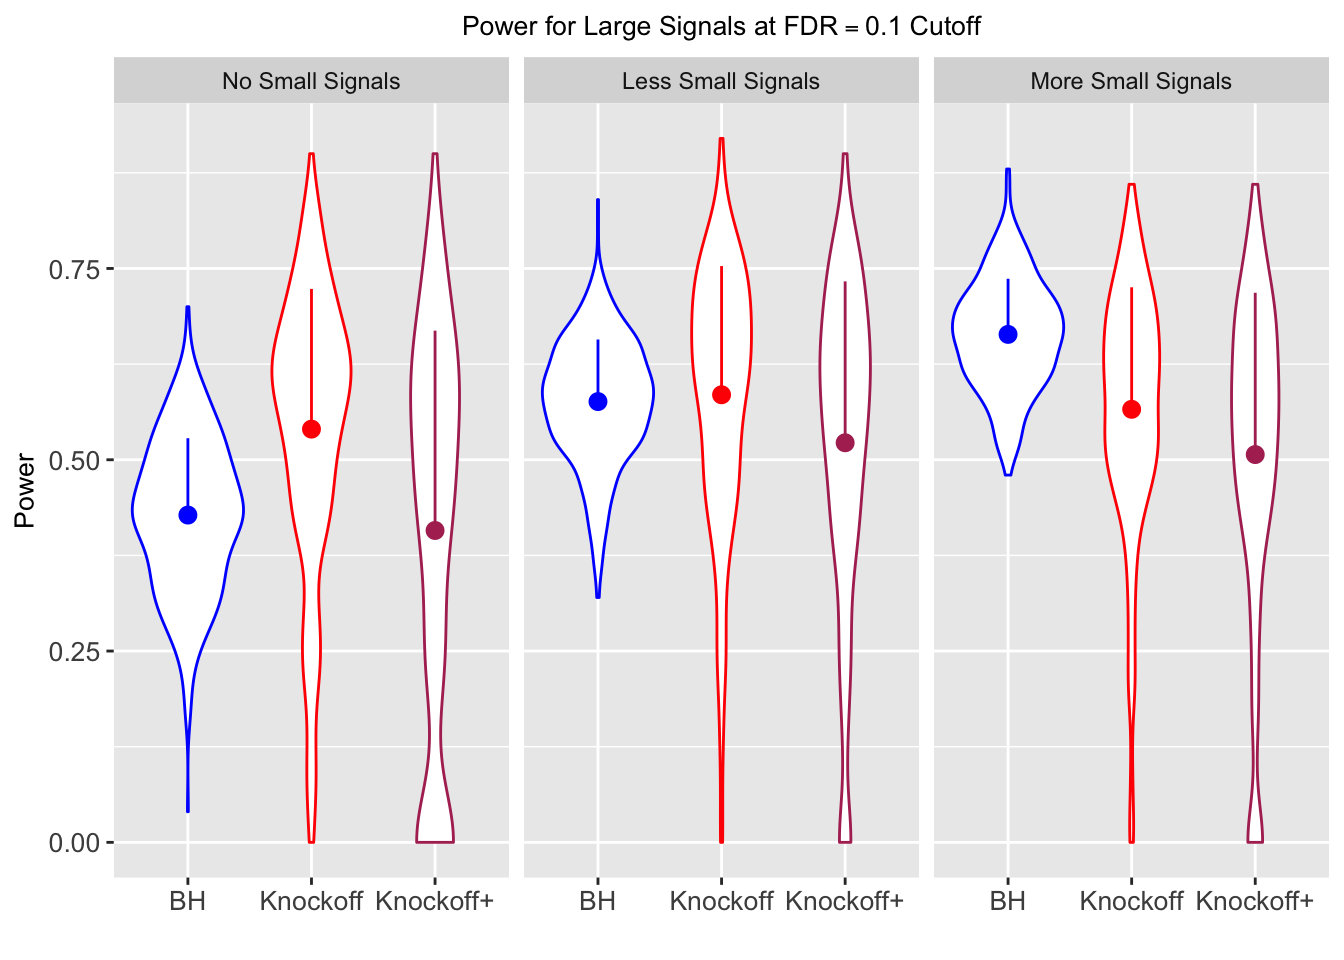 Power for Large Signals at FDR = 0.1 Cutoff
No Small Signals
Less Small Signals
More Small Signals
Power
0.75
0.50
0.25
0.00
BH Knockoff Knockoff+
BH Knockoff Knockoff+
BH Knockoff Knockoff+